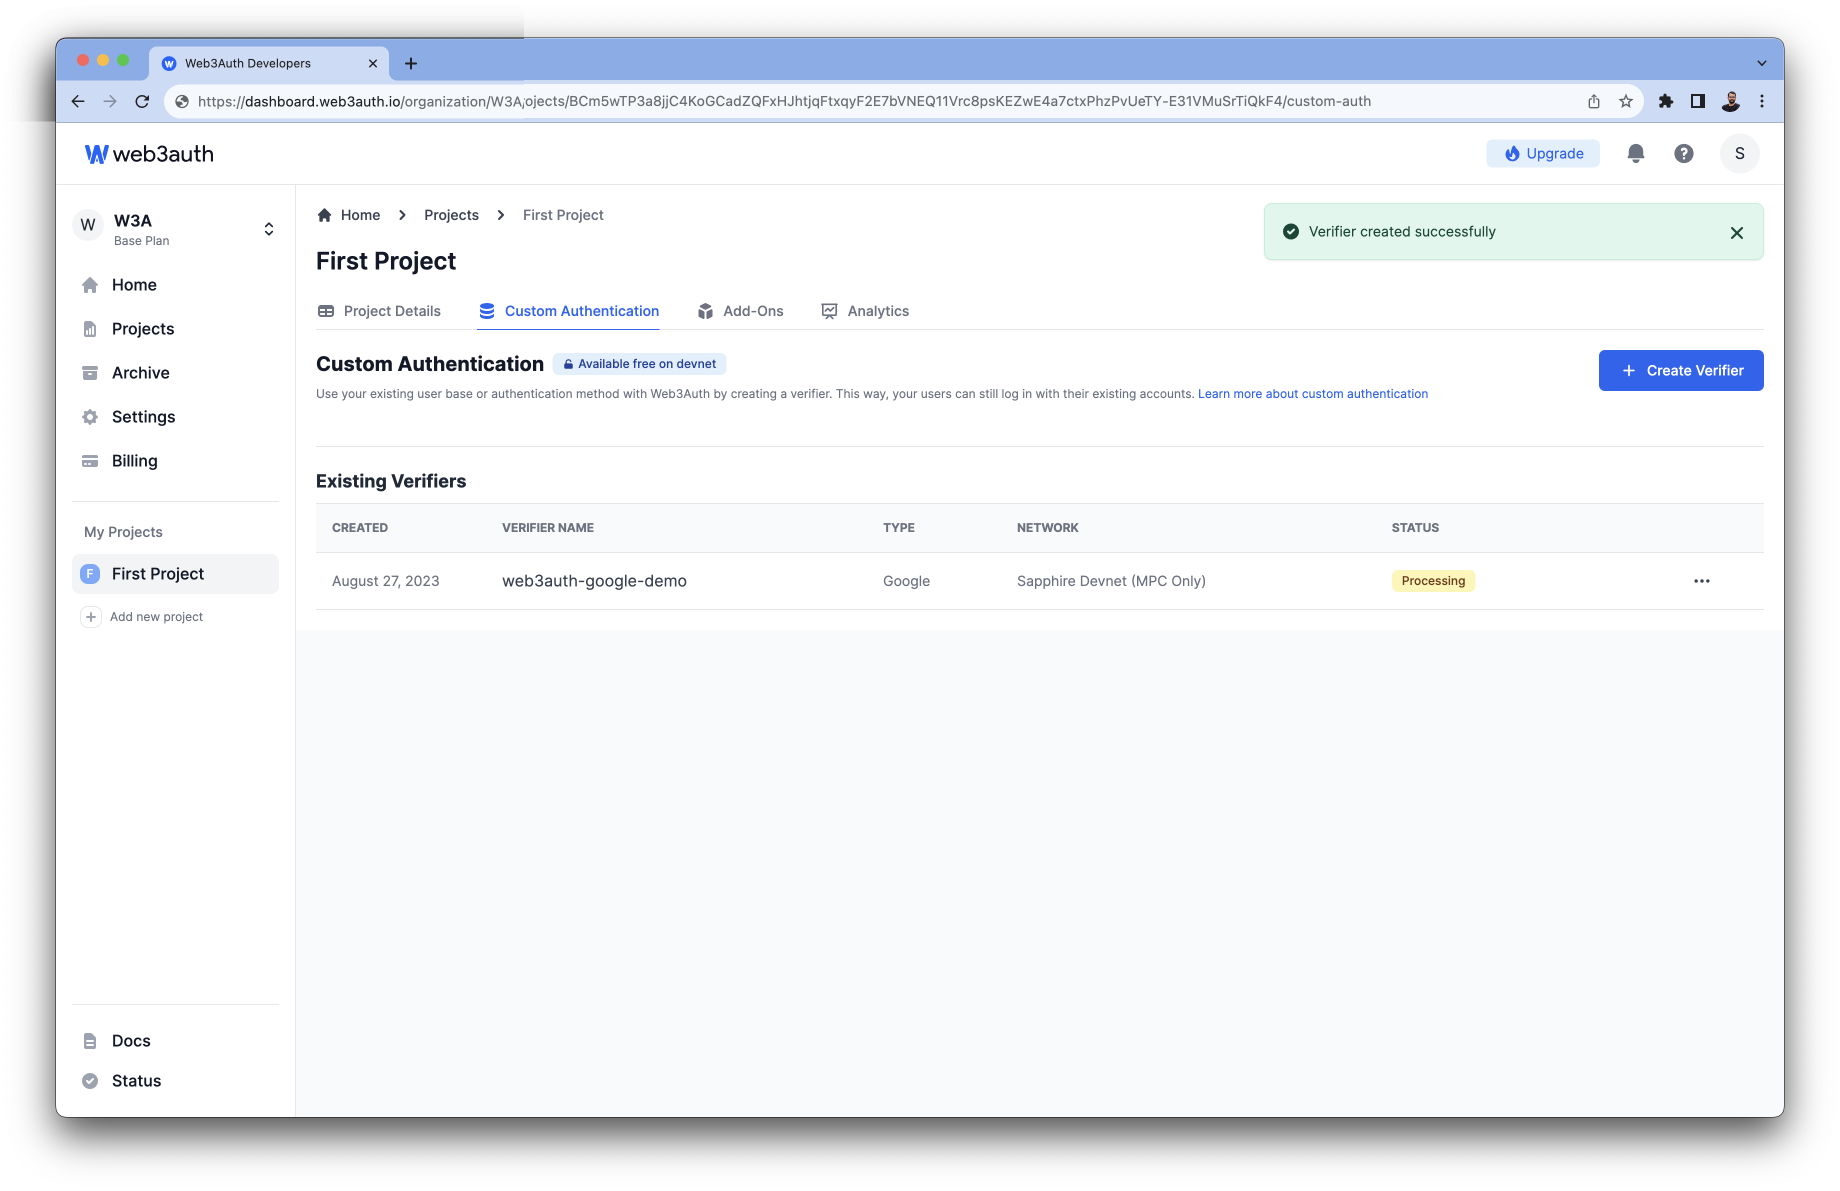 Web3Auth Developers
https://dashboard.web3auth.io/organization/W3A/ojects/BCm5wTP3a8jjC4KoGCadZQFxHJhtjqFtxqyF2E7bVNEQ11Vrc8psKEZwE4a7ctxPhzPvUeTY-E31VMuSrTiQkF4/custom-auth
web3auth
Upgrade
S
W
W3A
Base Plan
Home
Projects
Archive
Settings
Billing
My Projects
F
First Project
Add new project
Docs
Status
Home
Projects
First Project
Verifier created successfully
First Project
Project Details
Custom Authentication
Add-Ons
Analytics
Custom Authentication
Available free on devnet
Create Verifier
Use your existing user base or authentication method with Web3Auth by creating a verifier. This way, your users can still log in with their existing accounts. Learn more about custom authentication
Existing Verifiers
CREATED VERIFIER NAME TYPE NETWORK STATUS
August 27, 2023 web3auth-google-demo Google Sapphire Devnet (MPC Only) Processing